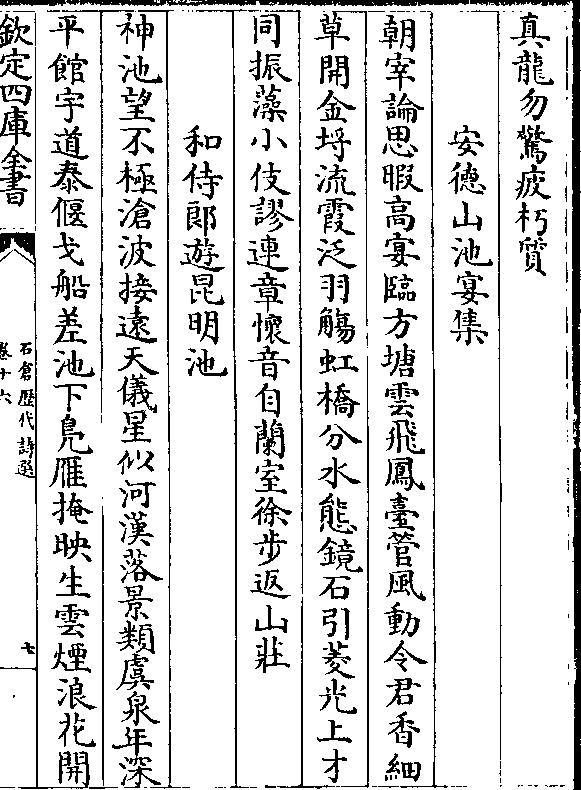 真龍勿驚疲朽質
安德山池宴集
朝宰論思暇高宴臨方塘雲飛鳳臺管風動令君香細
草開金埒流霞泛羽觴虹橋分水態鏡石引菱光上才
同振藻小伎謬連章懷音自蘭室徐步返山莊
和侍郎遊昆明池
神池望不極滄波接遠天儀星似河漢落景類虞泉年深
平館宇道泰偃戈船差池下鳧雁掩映生雲煙浪花開
欽定四庫全書
石倉歷代詩選
卷十六
七